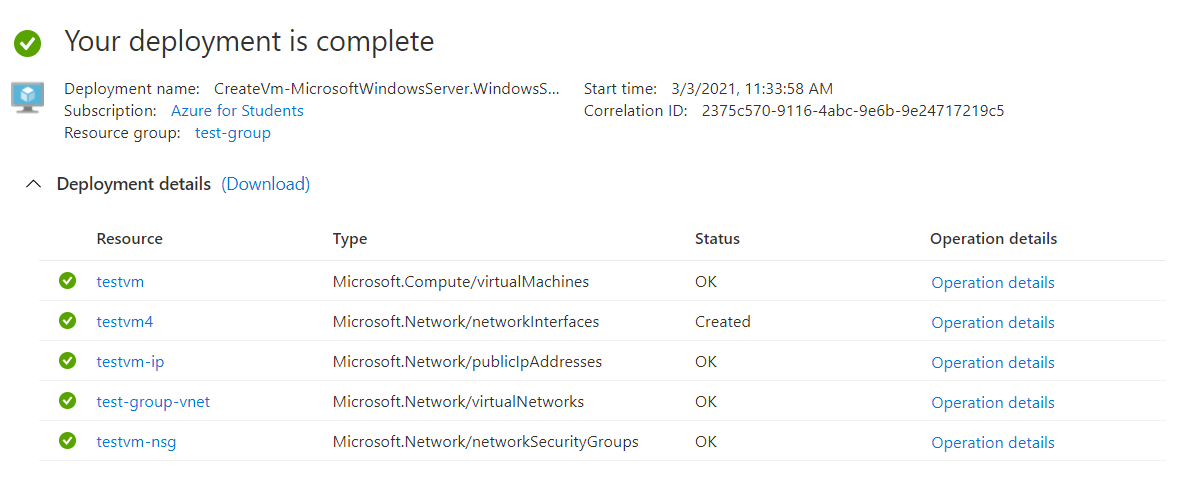 Your deployment is complete
Deployment name: CreateVm-MicrosoftWindowsServer.WindowsS... Start time: 3/3/2021, 11:33:58 AM
Subscription: Azure for Students Correlation ID: 2375c570-9116-4abc-9e6b-9e24717219c5
Resource group: test-group
Deployment details (Download)
Resource Type Status Operation details
testvm Microsoft.Compute/virtualMachines OK Operation details
testvm4 Microsoft.Network/networkInterfaces Created Operation details
testvm-ip Microsoft.Network/publicIpAddresses OK Operation details
test-group-vnet Microsoft.Network/virtualNetworks OK Operation details
testvm-nsg Microsoft.Network/networkSecurityGroups OK Operation details